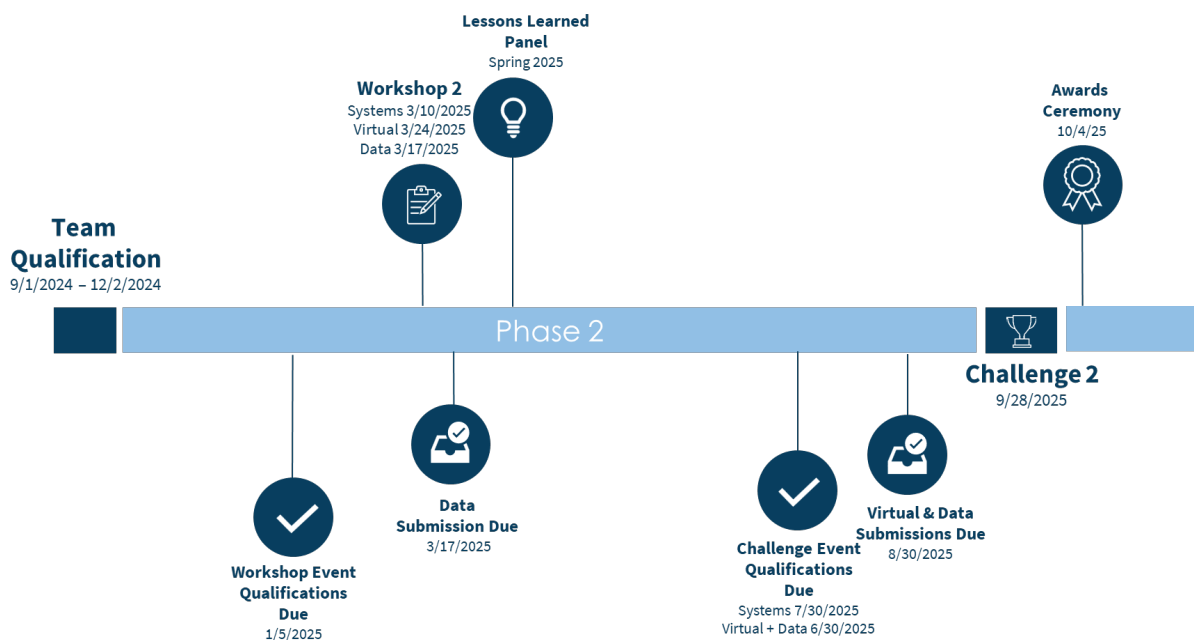 Lessons Learned
Panel
Spring 2025
Workshop 2
Systems 3/10/2025
Virtual 3/24/2025
Data 3/17/2025
Awards
Ceremony
10/4/25
Team
Qualification
9/1/2024 – 12/2/2024
Phase 2
Challenge 2
9/28/2025
Data
Submission Due
3/17/2025
Workshop Event
Qualifications
Due
1/5/2025
Challenge Event
Qualifications
Due
Systems 7/30/2025
Virtual + Data 6/30/2025
Virtual & Data
Submissions Due
8/30/2025